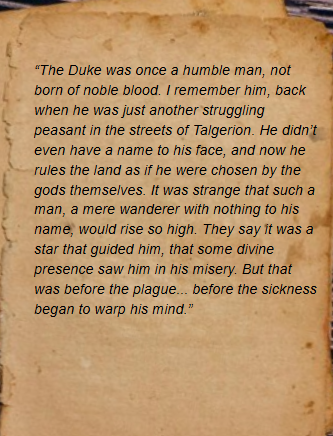 “The Duke was once a humble man, not
born of noble blood. I remember him, back
when he was just another struggling
peasant in the streets of Talgerion. He didn’t
even have a name to his face, and now he
rules the land as if he were chosen by the
gods themselves. It was strange that such a
man, a mere wanderer with nothing to his
name, would rise so high. They say it was a
star that guided him, that some divine
presence saw him in his misery. But that
was before the plague... before the sickness
began to warp his mind.”